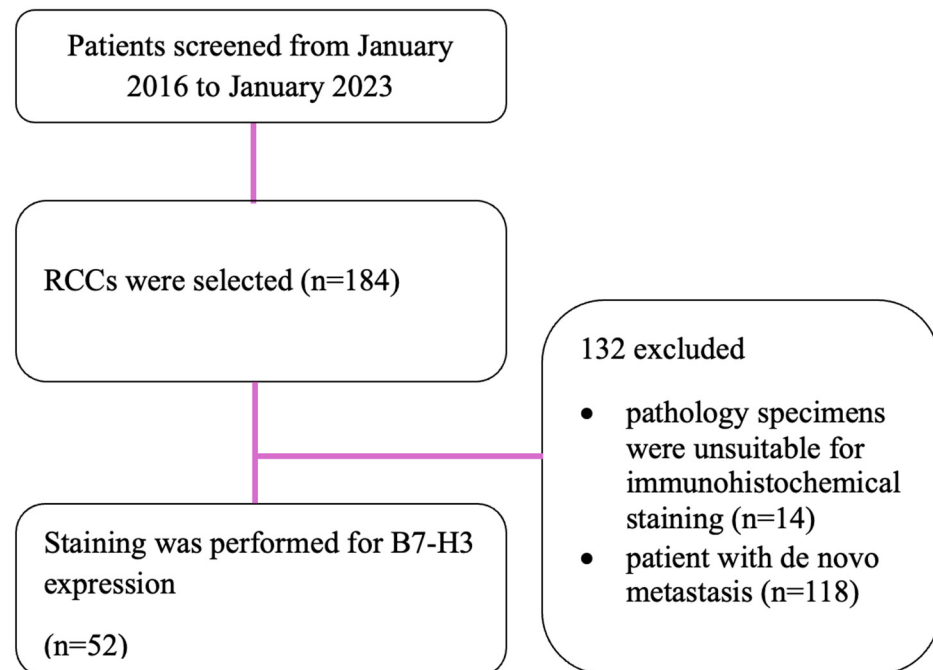 Patients screened from January
2016 to January 2023
RCCs were selected (n=184)
132 excluded
• pathology specimens
were unsuitable for
immunohistochemical
staining (n=14)
• patient with de novo
metastasis (n=118)
Staining was performed for B7-H3
expression
(n=52)